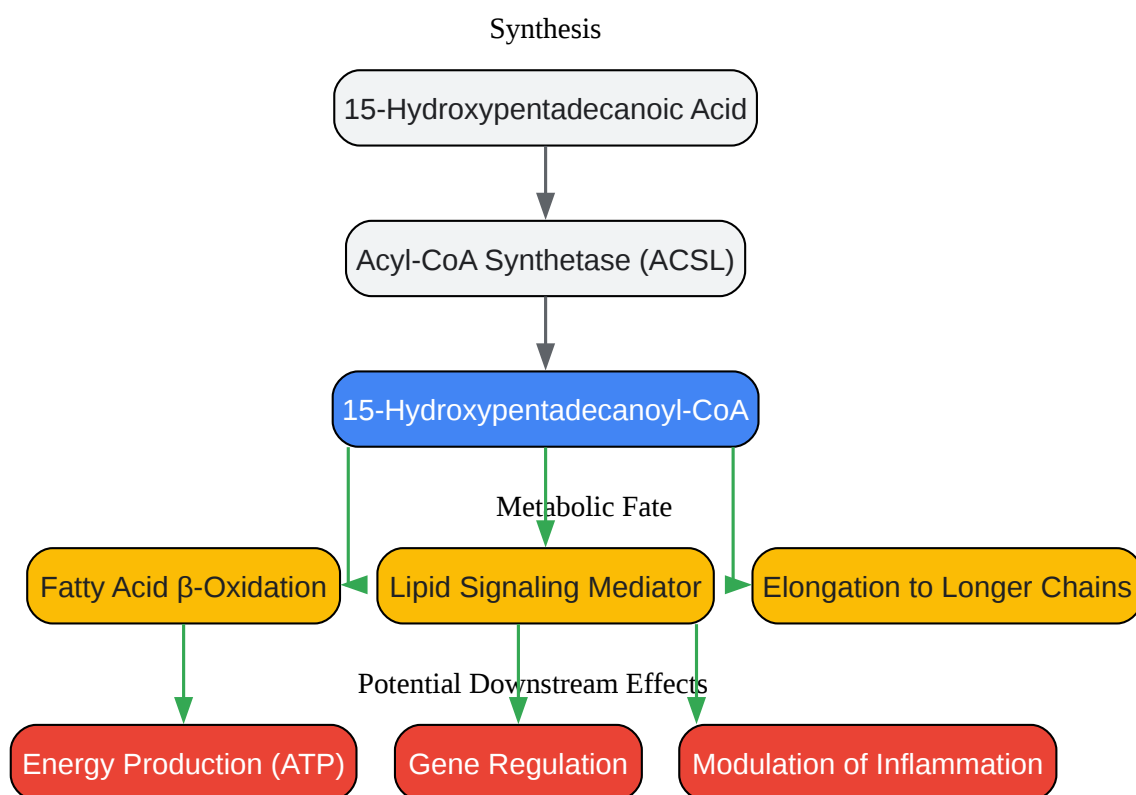 Synthesis
15-Hydroxypentadecanoic Acid
Acyl-CoA Synthetase (ACSL)
15-Hydroxypentadecanoyl-CoA
Metabolic Fate
Fatty Acid β-Oxidation
Lipid Signaling Mediator
Elongation to Longer Chains
Potential Downstream Effects
Energy Production (ATP)
Gene Regulation
Modulation of Inflammation